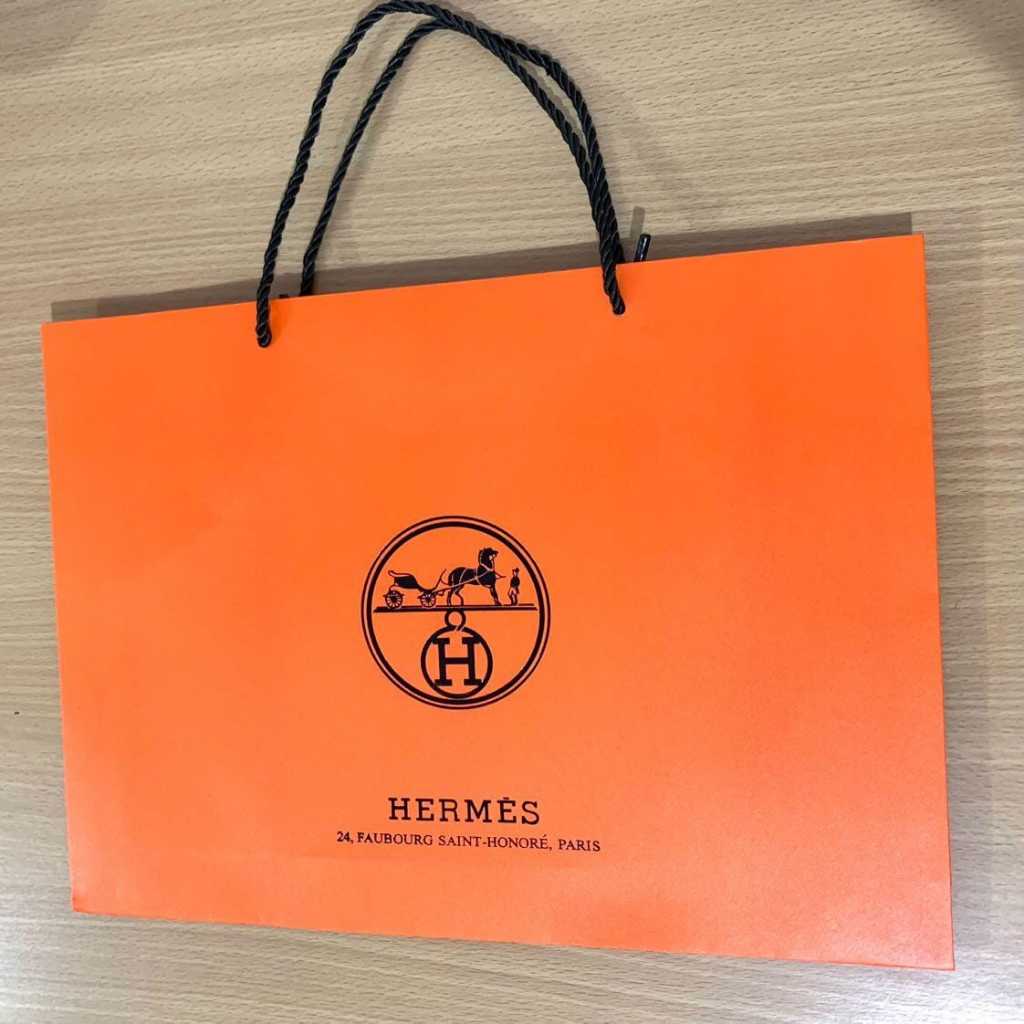 H
HERMÈS
24, FAUBOURG SAINT-HONORÉ, PARIS